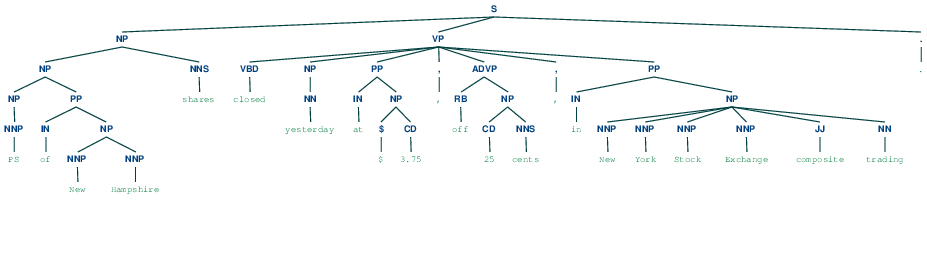 S
NP VP .
NP NNS VBD NP PP , ADVP , PP .
NP PP shares closed NN IN NP , RB NP , IN NP
NNP IN NP yesterday at $ CD off CD NNS in NNP NNP NNP NNP JJ NN
PS of NNP NNP $ 3.75 25 cents New York Stock Exchange composite trading
New Hampshire